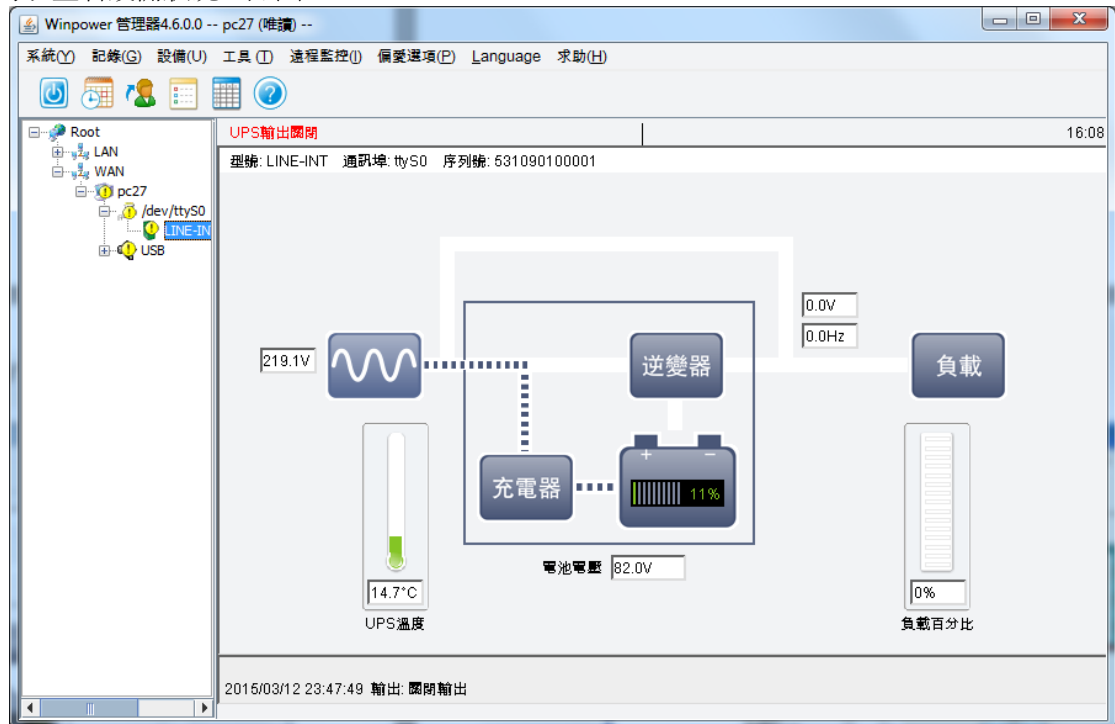 Winpower 管理器4.6.0.0 -- pc27 (唯讀) --
系統(Y) 記錄(G) 設備(U) 工具(T) 遠程監控(I) 偏愛選項(P) Language 求助(H)
Root
LAN
WAN
pc27
/dev/ttyS0
LINE-IN
USB
UPS輸出關閉
16:08
型號: LINE-INT 通訊埠: ttyS0 序列號: 531090100001
0.0V
0.0Hz
219.1V
逆變器
負載
充電器
+ −
11%
電池電壓 82.0V
14.7°C
UPS溫度
0%
負載百分比
2015/03/12 23:47:49 輸出: 關閉輸出